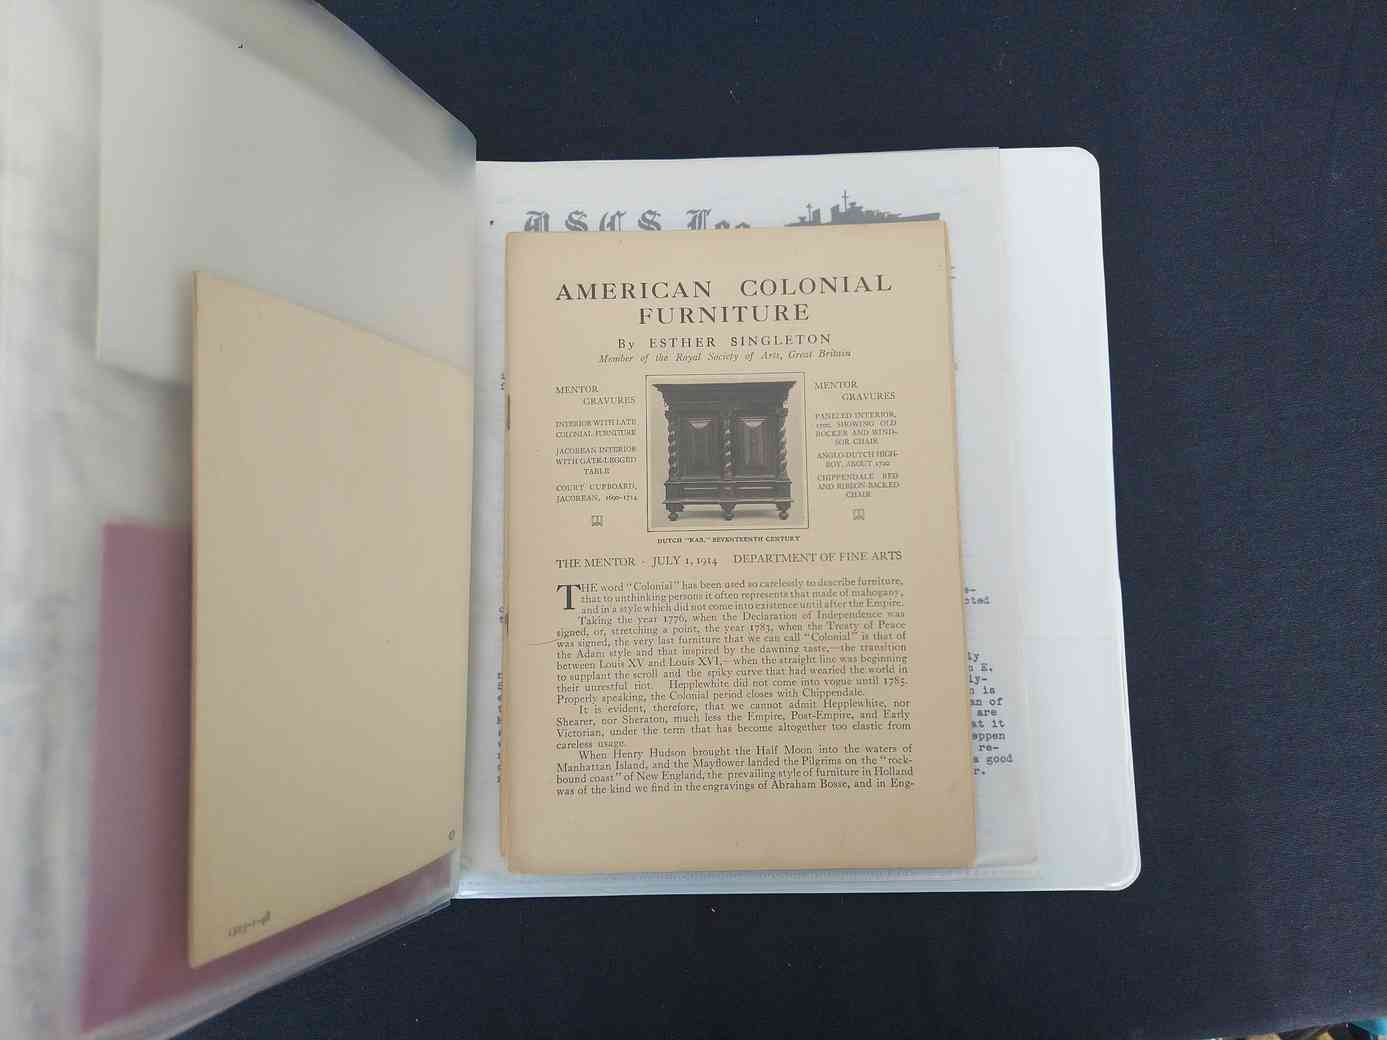 AMERICAN COLONIAL
FURNITURE
By ESTHER SINGLETON
Member of the Royal Society of Arts, Great Britain
MENTOR
GRAVURES
INTERIOR WITH LATE
COLONIAL FURNITURE
JACOBEAN INTERIOR
WITH GATE-LEGGED
TABLE
COURT CUPBOARD,
JACOBEAN, 1690-1714
MENTOR
GRAVURES
PANELED INTERIOR,
1700, SHOWING OLD
ROCKER AND WIND-
SOR CHAIR
ANGLO-DUTCH HIGH-
BOY, ABOUT 1700
CHIPPENDALE BED
AND RIBBON-BACKED
CHAIR
DUTCH "KAS," SEVENTEENTH CENTURY
THE MENTOR · JULY 1, 1914 DEPARTMENT OF FINE ARTS
THE word "Colonial" has been used so carelessly to describe furniture,
that to unthinking persons it often represents that made of mahogany,
and in a style which did not come into existence until after the Empire.
Taking the year 1776, when the Declaration of Independence was
signed, or, stretching a point, the year 1783, when the Treaty of Peace
was signed, the very last furniture that we can call "Colonial" is that of
the Adam style and that inspired by the dawning taste,—the transition
between Louis XV and Louis XVI,—when the straight line was beginning
to supplant the scroll and the spiky curve that had wearied the world in
their unrestful riot. Hepplewhite did not come into vogue until 1785.
Properly speaking, the Colonial period closes with Chippendale.
It is evident, therefore, that we cannot admit Hepplewhite, nor
Shearer, nor Sheraton, much less the Empire, Post-Empire, and Early
Victorian, under the term that has become altogether too elastic from
careless usage.
When Henry Hudson brought the Half Moon into the waters of
Manhattan Island, and the Mayflower landed the Pilgrims on the "rock-
bound coast" of New England, the prevailing style of furniture in Holland
was of the kind we find in the engravings of Abraham Bosse, and in Eng-
ly
E.
ly-
is
an of
are
at it
re-
good
r.